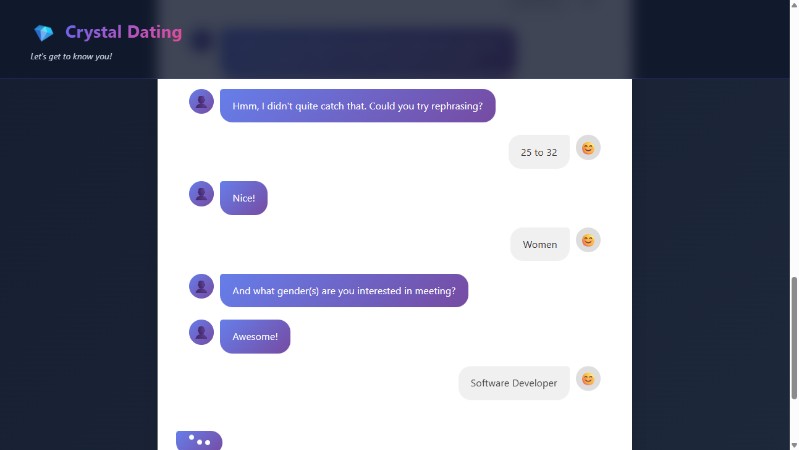 Crystal Dating
Let's get to know you!
Hmm, I didn't quite catch that. Could you try rephrasing?
25 to 32
Nice!
Women
And what gender(s) are you interested in meeting?
Awesome!
Software Developer